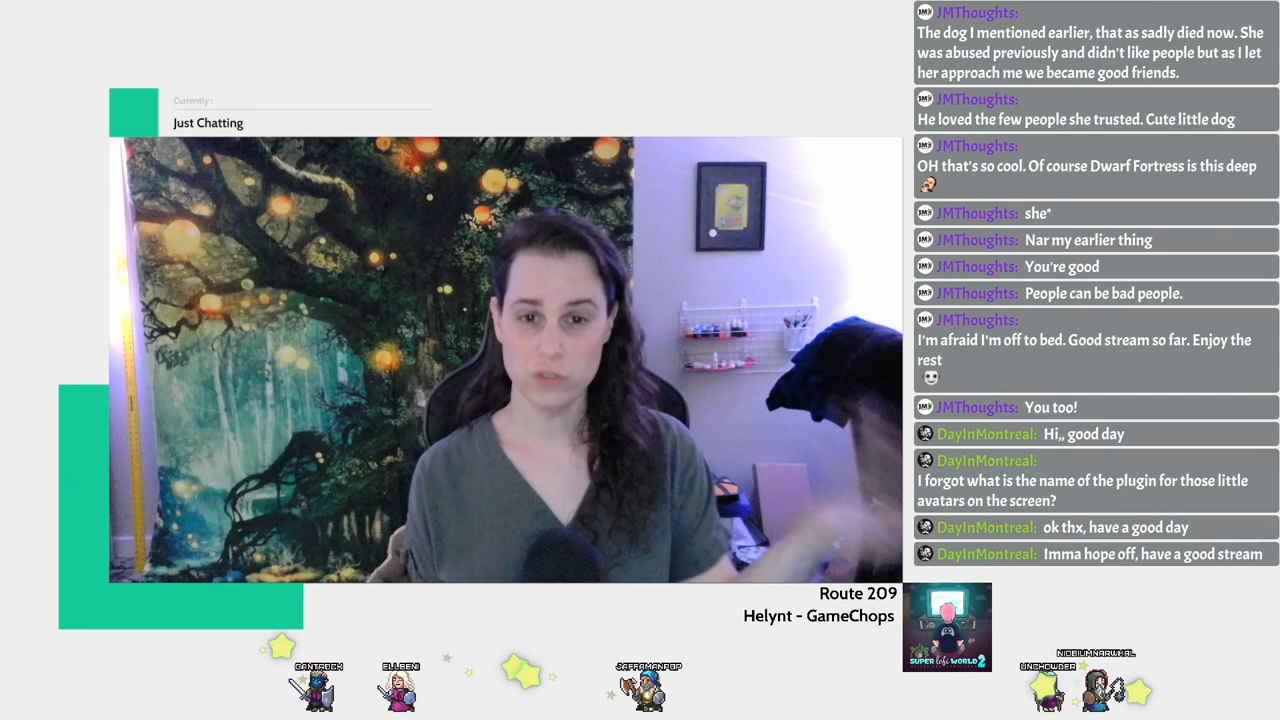 Currently :
Just Chatting
JMThoughts:
The dog I mentioned earlier, that as sadly died now. She
was abused previously and didn't like people but as I let
her approach me we became good friends.
JMThoughts:
He loved the few people she trusted. Cute little dog
JMThoughts:
OH that's so cool. Of course Dwarf Fortress is this deep
JMThoughts: she*
JMThoughts: Nar my earlier thing
JMThoughts: You're good
JMThoughts: People can be bad people.
JMThoughts:
I'm afraid I'm off to bed. Good stream so far. Enjoy the
rest
JMThoughts: You too!
DayInMontreal: Hi,, good day
DayInMontreal:
I forgot what is the name of the plugin for those little
avatars on the screen?
DayInMontreal: ok thx, have a good day
DayInMontreal: Imma hope off, have a good stream
Route 209
Helynt - GameChops
SUPER lofi WORLD 2
GANTROCK
ELLSENI
JAFFAMANPOP
UNCHOWDER
NIOBIUMNARWHAL